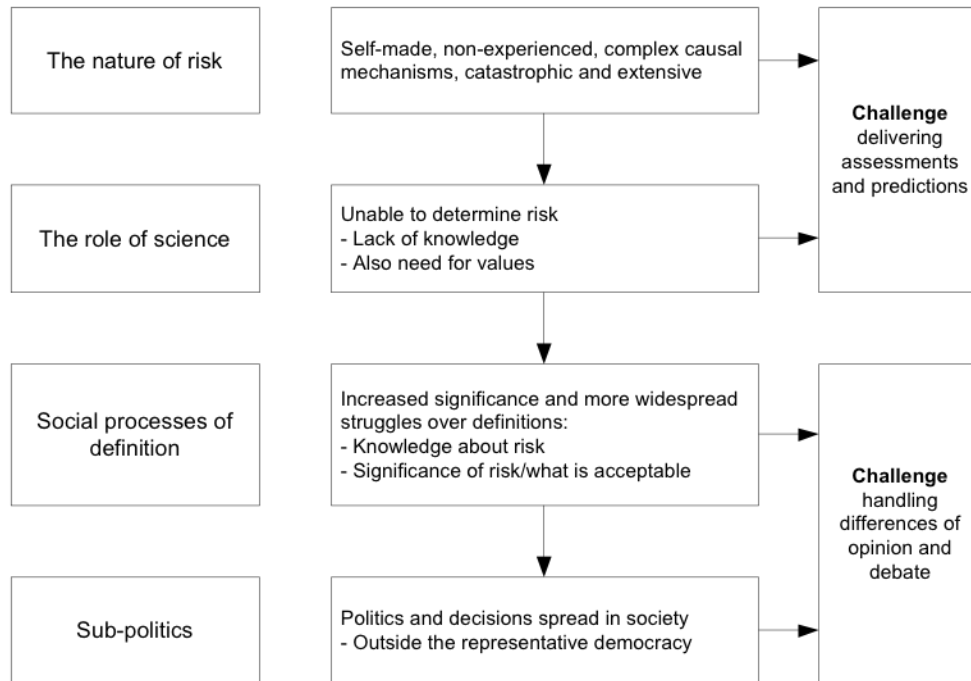 The nature of risk
Self-made, non-experienced, complex causal
mechanisms, catastrophic and extensive
Challenge
delivering
assessments
and predictions
The role of science
Unable to determine risk
- Lack of knowledge
- Also need for values
Social processes of
definition
Increased significance and more widespread
struggles over definitions:
- Knowledge about risk
- Significance of risk/what is acceptable
Challenge
handling
differences of
opinion and
debate
Sub-politics
Politics and decisions spread in society
- Outside the representative democracy